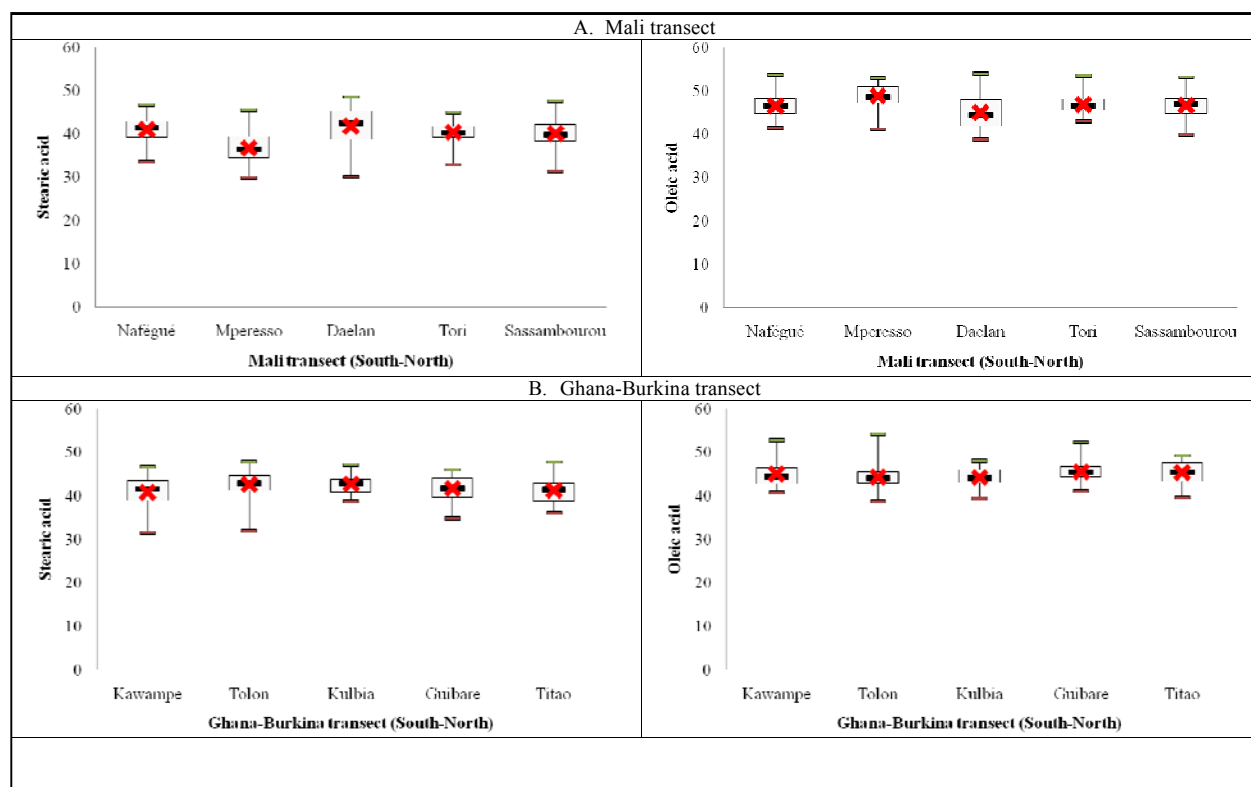 A. Mali transect
60
50
40
30
20
10
0
Stearic acid
Nafégué Mperesso Daelan Tori Sassambourou
Mali transect (South-North)
60
50
40
30
20
10
0
Oléic acid
Nafégué Mperesso Daelan Tori Sassambourou
Mali transect (South-North)
B. Ghana-Burkina transect
60
50
40
30
20
10
0
Stearic acid
Kawampe Tolon Kulbia Guibare Titao
Ghana-Burkina transect (South-North)
60
50
40
30
20
10
0
Oleic acid
Kawampe Tolon Kulbia Guibare Titao
Ghana-Burkina transect (South-North)